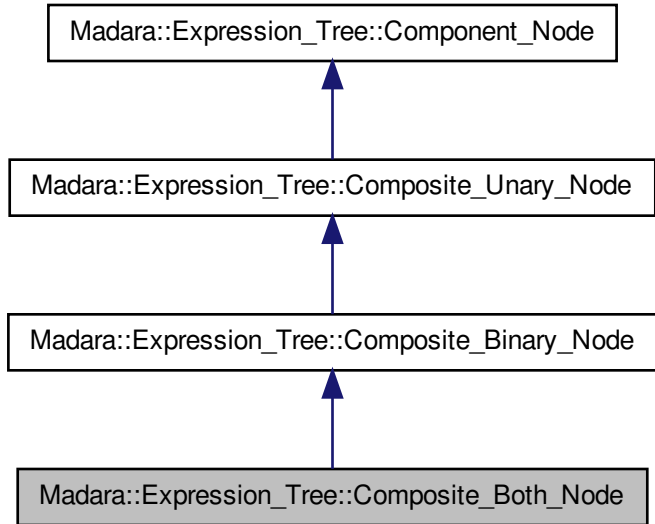 Madara::Expression_Tree::Component_Node
Madara::Expression_Tree::Composite_Unary_Node
Madara::Expression_Tree::Composite_Binary_Node
Madara::Expression_Tree::Composite_Both_Node